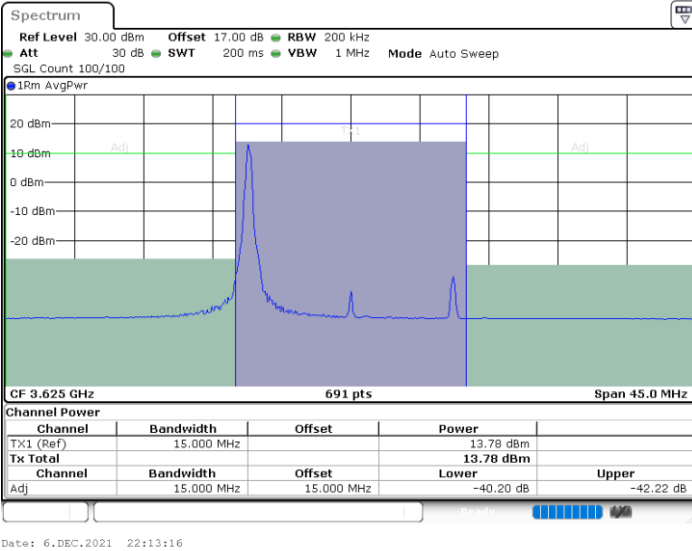 Spectrum
Ref Level 30.00 dBm Offset 17.00 dB RBW 200 kHz
Att 30 dB SWT 200 ms VBW 1 MHz Mode Auto Sweep
SGL Count 100/100
1Rm AvgPwr
TX1
20 dBm
Adj Adj
10 dBm
0 dBm
-10 dBm
-20 dBm
CF 3.625 GHz 691 pts Span 45.0 MHz
Channel Power
Channel Bandwidth Offset Power
TX1 (Ref) 15.000 MHz 13.78 dBm
Tx Total 13.78 dBm
Channel Bandwidth Offset Lower Upper
Adj 15.000 MHz 15.000 MHz -40.20 dB -42.22 dB
Ready
Date: 6.DEC.2021 22:13:16